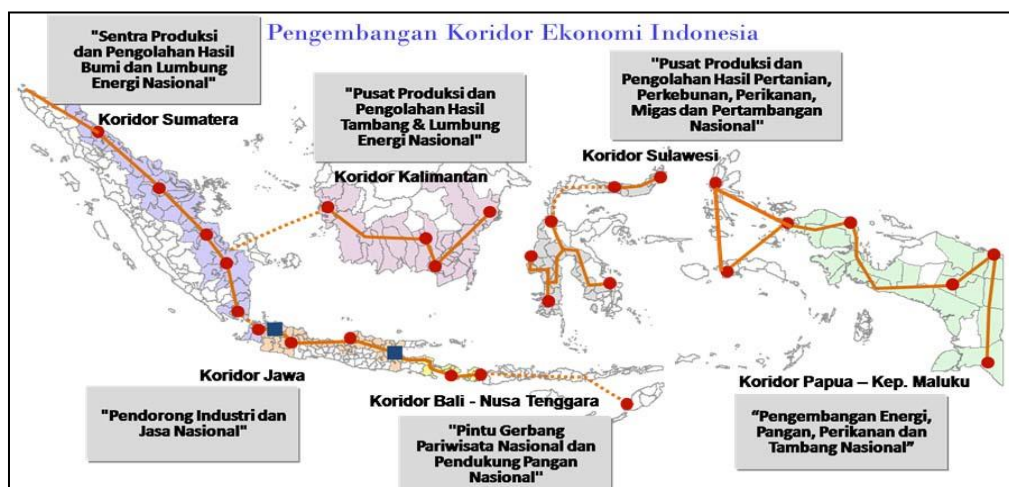 Pengembangan Koridor Ekonomi Indonesia
"Sentra Produksi
dan Pengolahan Hasil
Bumi dan Lumbung
Energi Nasional"
Koridor Sumatera
"Pusat Produksi dan
Pengolahan Hasil
Tambang & Lumbung
Energi Nasional"
Koridor Kalimantan
"Pusat Produksi dan
Pengolahan Hasil Pertanian,
Perkebunan, Perikanan,
Migas dan Pertambangan
Nasional"
Koridor Sulawesi
Koridor Jawa
"Pendorong Industri dan
Jasa Nasional"
Koridor Bali - Nusa Tenggara
"Pintu Gerbang
Pariwisata Nasional dan
Pendukung Pangan
Nasional"
Koridor Papua – Kep. Maluku
“Pengembangan Energi,
Pangan, Perikanan dan
Tambang Nasional”